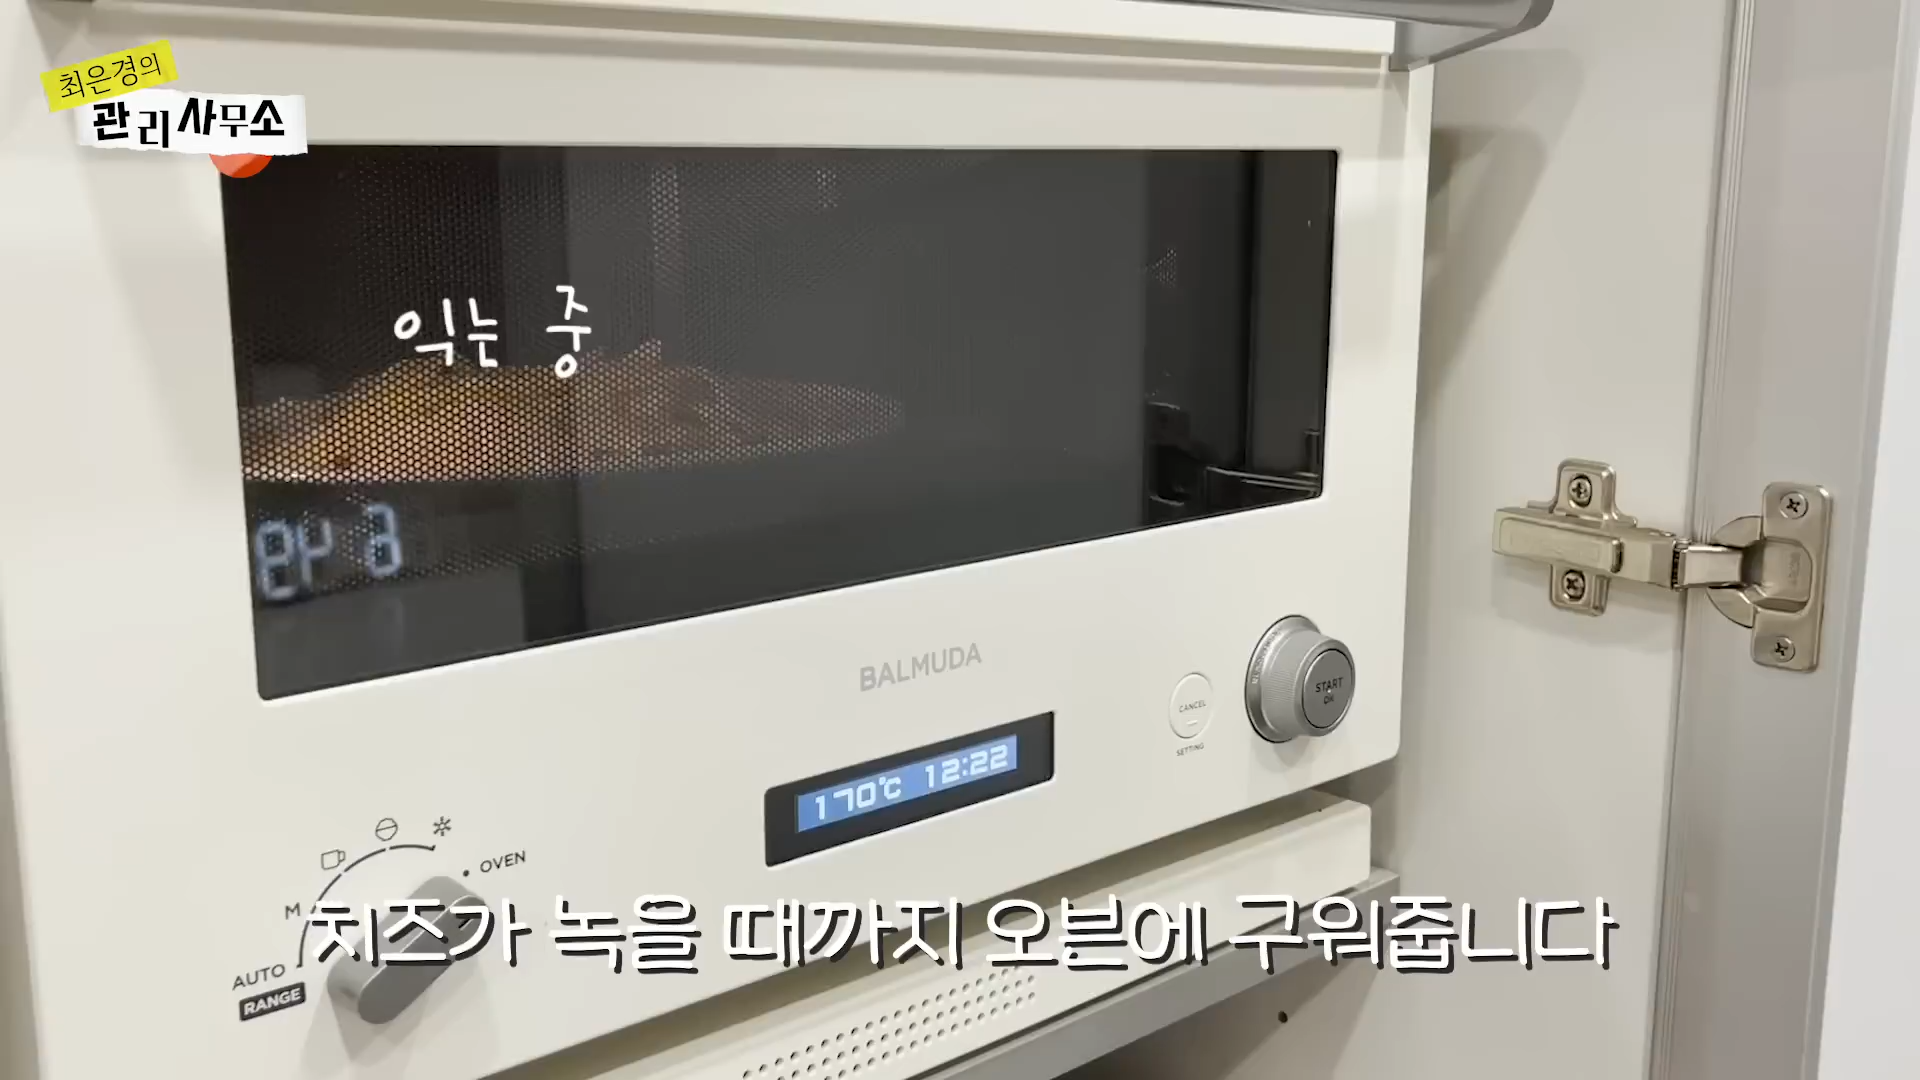 최은경의
관리사무소
익는 중
BALMUDA
CANCEL
SETTING
START
OK
170℃ 12:22
OVEN
M
AUTO
RANGE
치즈가 녹을 때까지 오븐에 구워줍니다